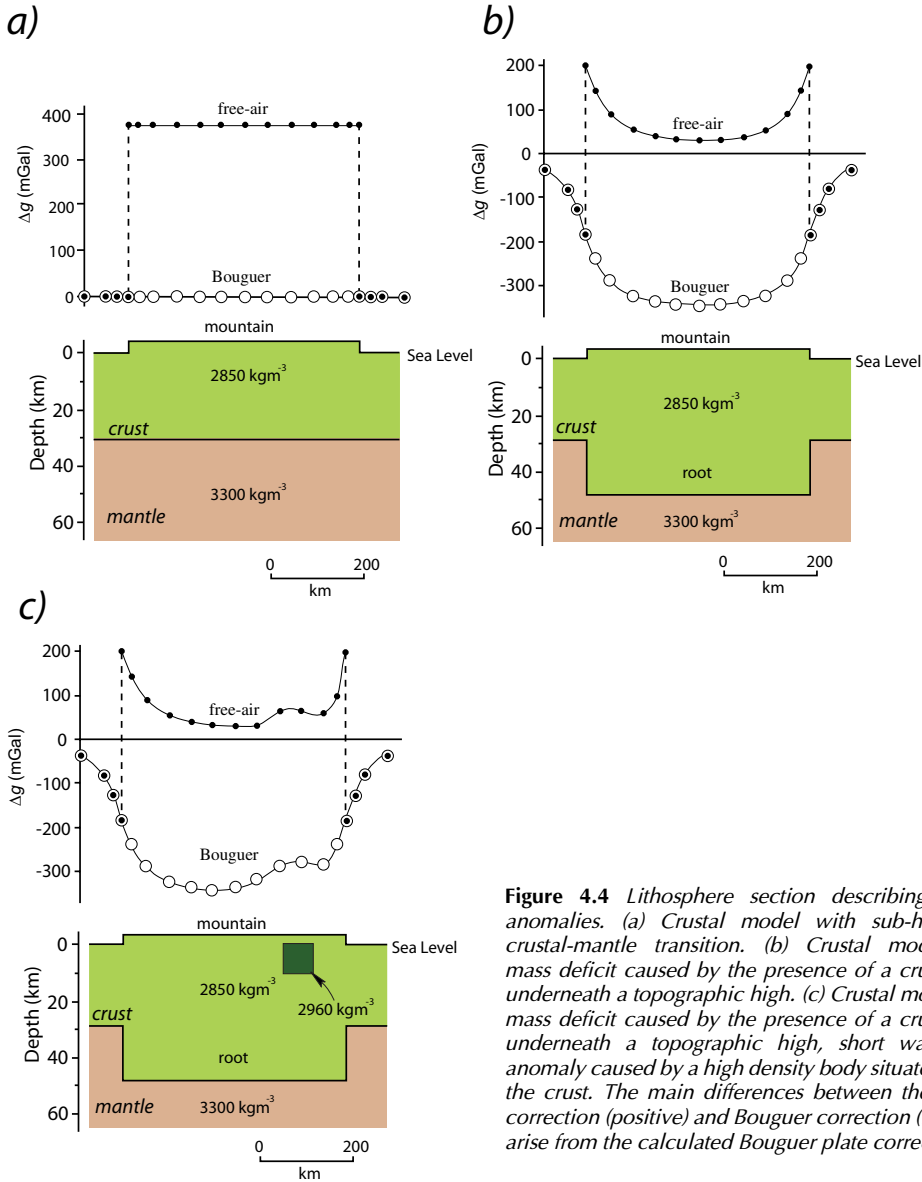 a)
400
300
200
100
0
Δg (mGal)
free-air
Bouguer
mountain
Sea Level
0
20
40
60
Depth (km)
2850 kgm-3
crust
3300 kgm-3
mantle
0 200
km
b)
200
100
0
-100
-200
-300
Δg (mGal)
free-air
Bouguer
mountain
Sea Level
0
20
40
60
Depth (km)
2850 kgm-3
crust
root
mantle
3300 kgm-3
0 200
km
c)
200
100
0
-100
-200
-300
Δg (mGal)
free-air
Bouguer
mountain
Sea Level
0
20
40
60
Depth (km)
2850 kgm-3
2960 kgm-3
crust
root
mantle
3300 kgm-3
0 200
km
Figure 4.4 Lithosphere section describing
anomalies. (a) Crustal model with sub-h
crustal-mantle transition. (b) Crustal mo
mass deficit caused by the presence of a cru
underneath a topographic high. (c) Crustal mo
mass deficit caused by the presence of a cru
underneath a topographic high, short wa
anomaly caused by a high density body situate
the crust. The main differences between the
correction (positive) and Bouguer correction (
arise from the calculated Bouguer plate corre